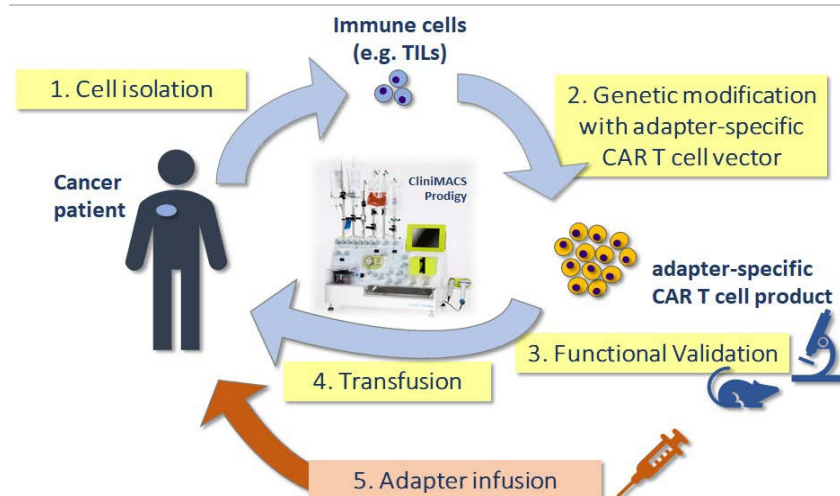 Immune cells
(e.g. TILs)
1. Cell isolation
2. Genetic modification
with adapter-specific
CAR T cell vector
Cancer
patient
CliniMACS
Prodigy
adapter-specific
CAR T cell product
3. Functional Validation
4. Transfusion
5. Adapter infusion